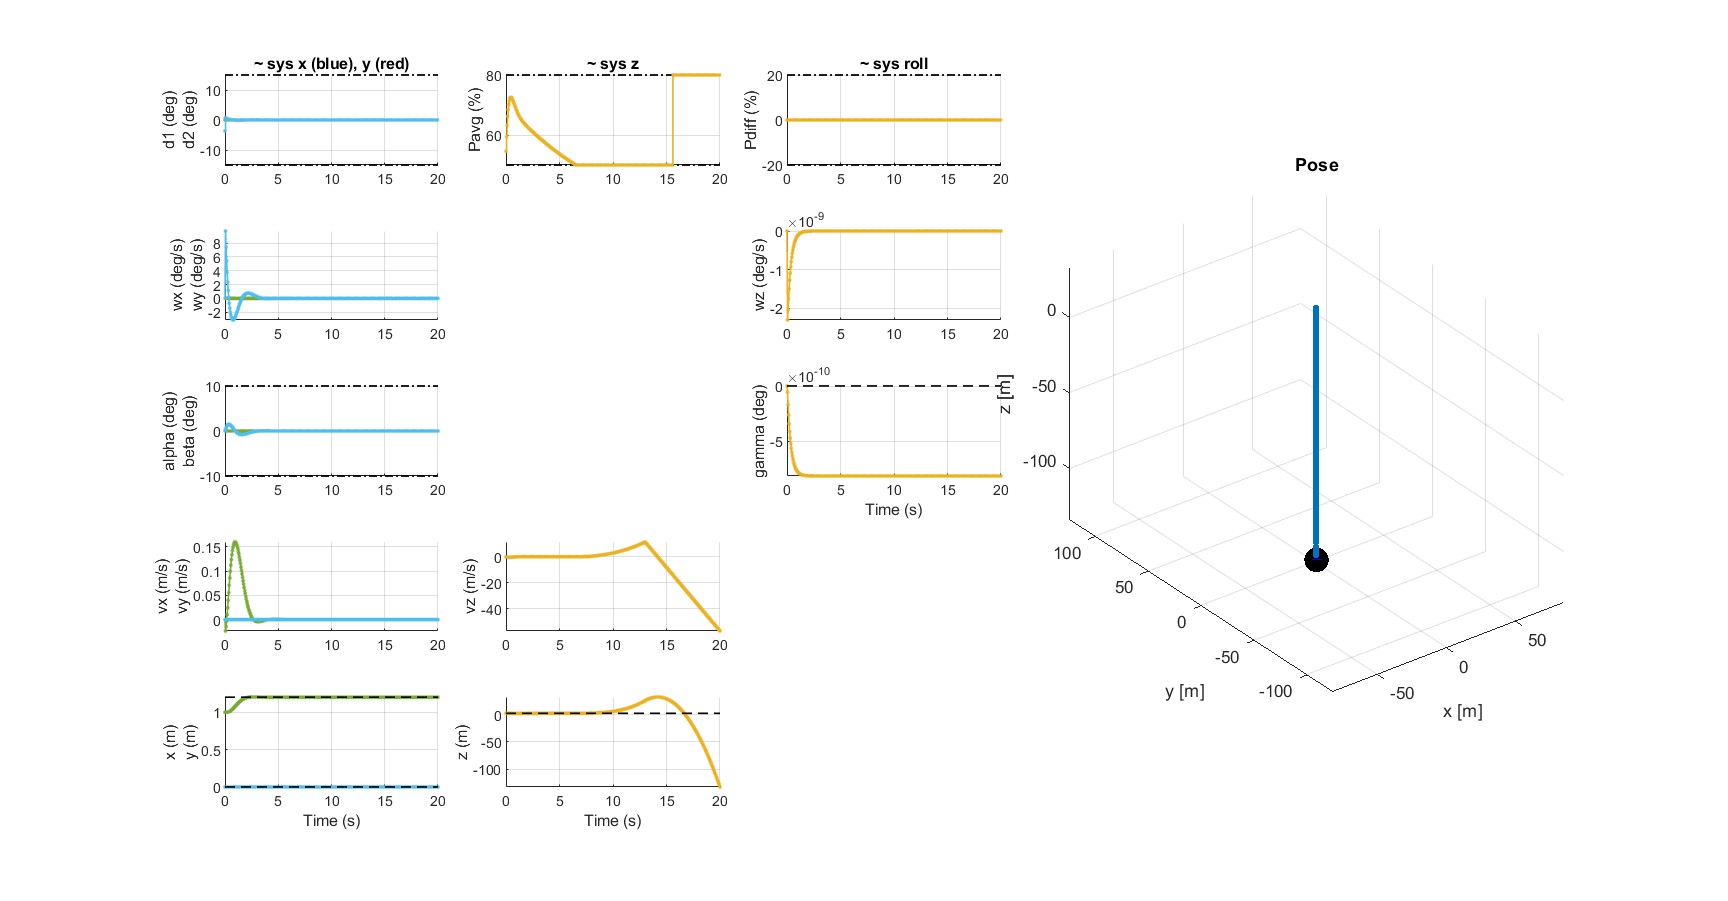 ~ sys x (blue), y (red)
d1 (deg)
d2 (deg)
10
0
-10
0 5 10 15 20
~ sys z
Pavg (%)
80
60
0 5 10 15 20
~ sys roll
Pdiff (%)
20
0
-20
0 5 10 15 20
wx (deg/s)
wy (deg/s)
8
6
4
2
0
-2
0 5 10 15 20
×10-9
wz (deg/s)
0
-1
-2
0 5 10 15 20
alpha (deg)
beta (deg)
10
0
-10
0 5 10 15 20
×10-10
gamma (deg)
0
-5
0 5 10 15 20
Time (s)
vx (m/s)
vy (m/s)
0.15
0.1
0.05
0
0 5 10 15 20
vz (m/s)
0
-20
-40
0 5 10 15 20
x (m)
y (m)
1
0.5
0
0 5 10 15 20
Time (s)
z (m)
0
-50
-100
0 5 10 15 20
Time (s)
Pose
z [m]
0
-50
-100
100
50
0
-50
-100
y [m]
-50
0
50
x [m]